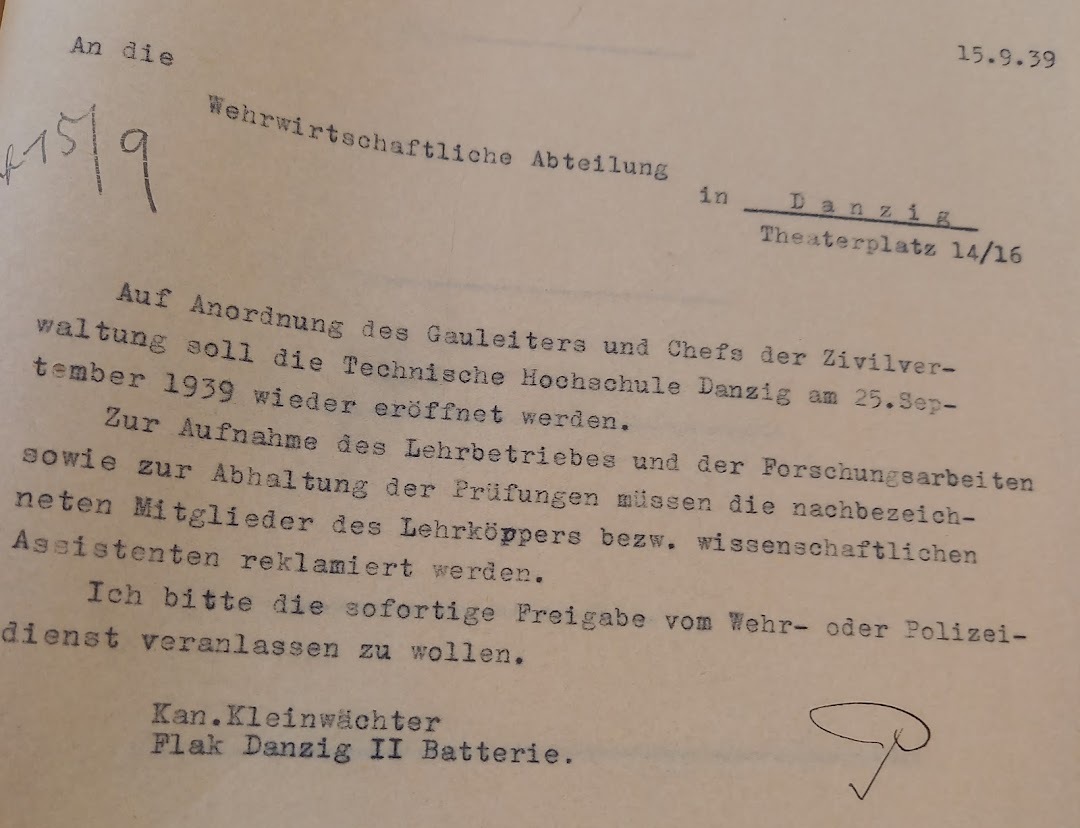 An die
15.9.39
15/9
Wehrwirtschaftliche Abteilung
in D a n z i g
Theaterplatz 14/16
Auf Anordnung des Gauleiters und Chefs der Zivilver-
waltung soll die Technische Hochschule Danzig am 25.Sep-
tember 1939 wieder eröffnet werden.
Zur Aufnahme des Lehrbetriebes und der Forschungsarbeiten
sowie zur Abhaltung der Prüfungen müssen die nachbezeich-
neten Mitglieder des Lehrköppers bezw. wissenschaftlichen
Assistenten reklamiert werden.
Ich bitte die sofortige Freigabe vom Wehr- oder Polizei-
dienst veranlassen zu wollen.
Kan.Kleinwächter
Flak Danzig II Batterie.